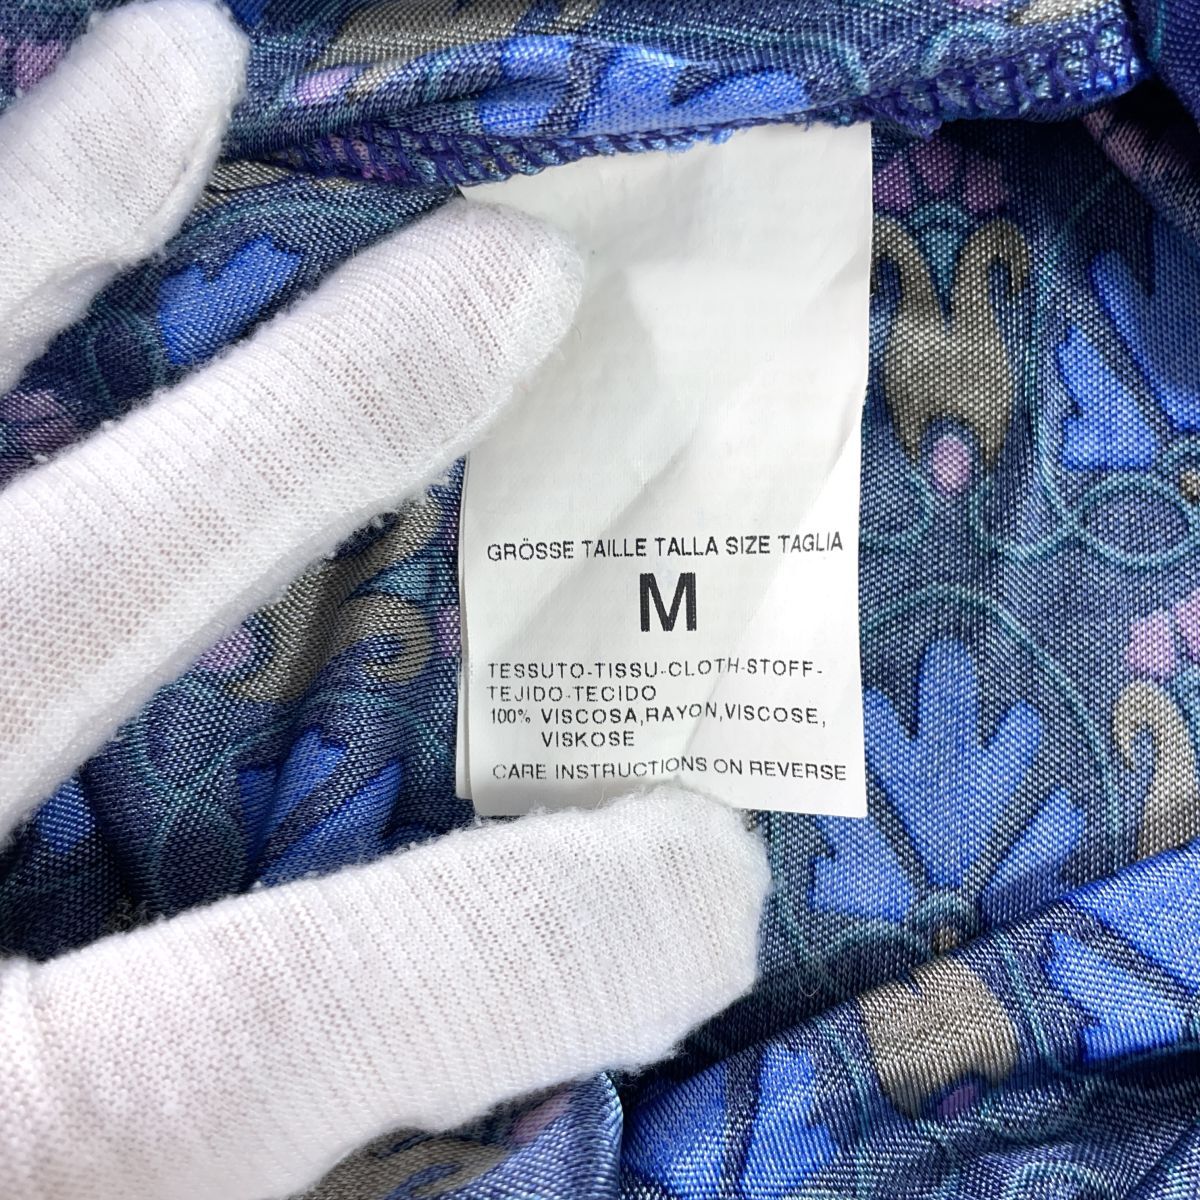 GRÖSSE TAILLE TALLA SIZE TAGLIA
M
TESSUTO-TISSU-CLOTH-STOFF-
TEJIDO-TECIDO
100% VISCOSA,RAYON,VISCOSE,
VISKOSE
CARE INSTRUCTIONS ON REVERSE